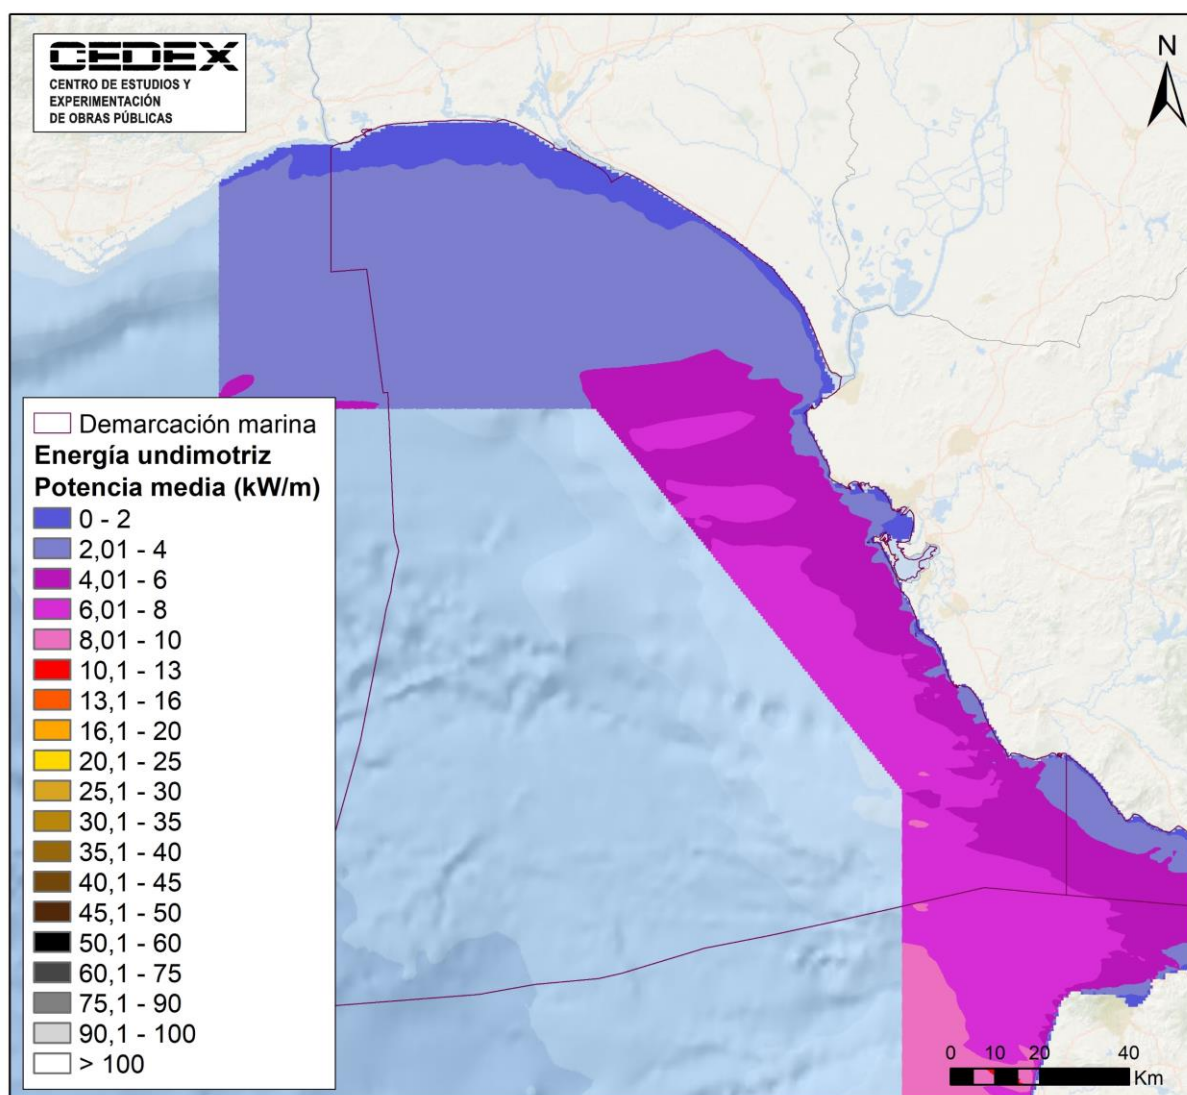 CEDEX
CENTRO DE ESTUDIOS Y
EXPERIMENTACIÓN
DE OBRAS PÚBLICAS
N
Demarcación marina
Energía undimotriz
Potencia media (kW/m)
0 - 2
2,01 - 4
4,01 - 6
6,01 - 8
8,01 - 10
10,1 - 13
13,1 - 16
16,1 - 20
20,1 - 25
25,1 - 30
30,1 - 35
35,1 - 40
40,1 - 45
45,1 - 50
50,1 - 60
60,1 - 75
75,1 - 90
90,1 - 100
> 100
0 10 20 40
Km